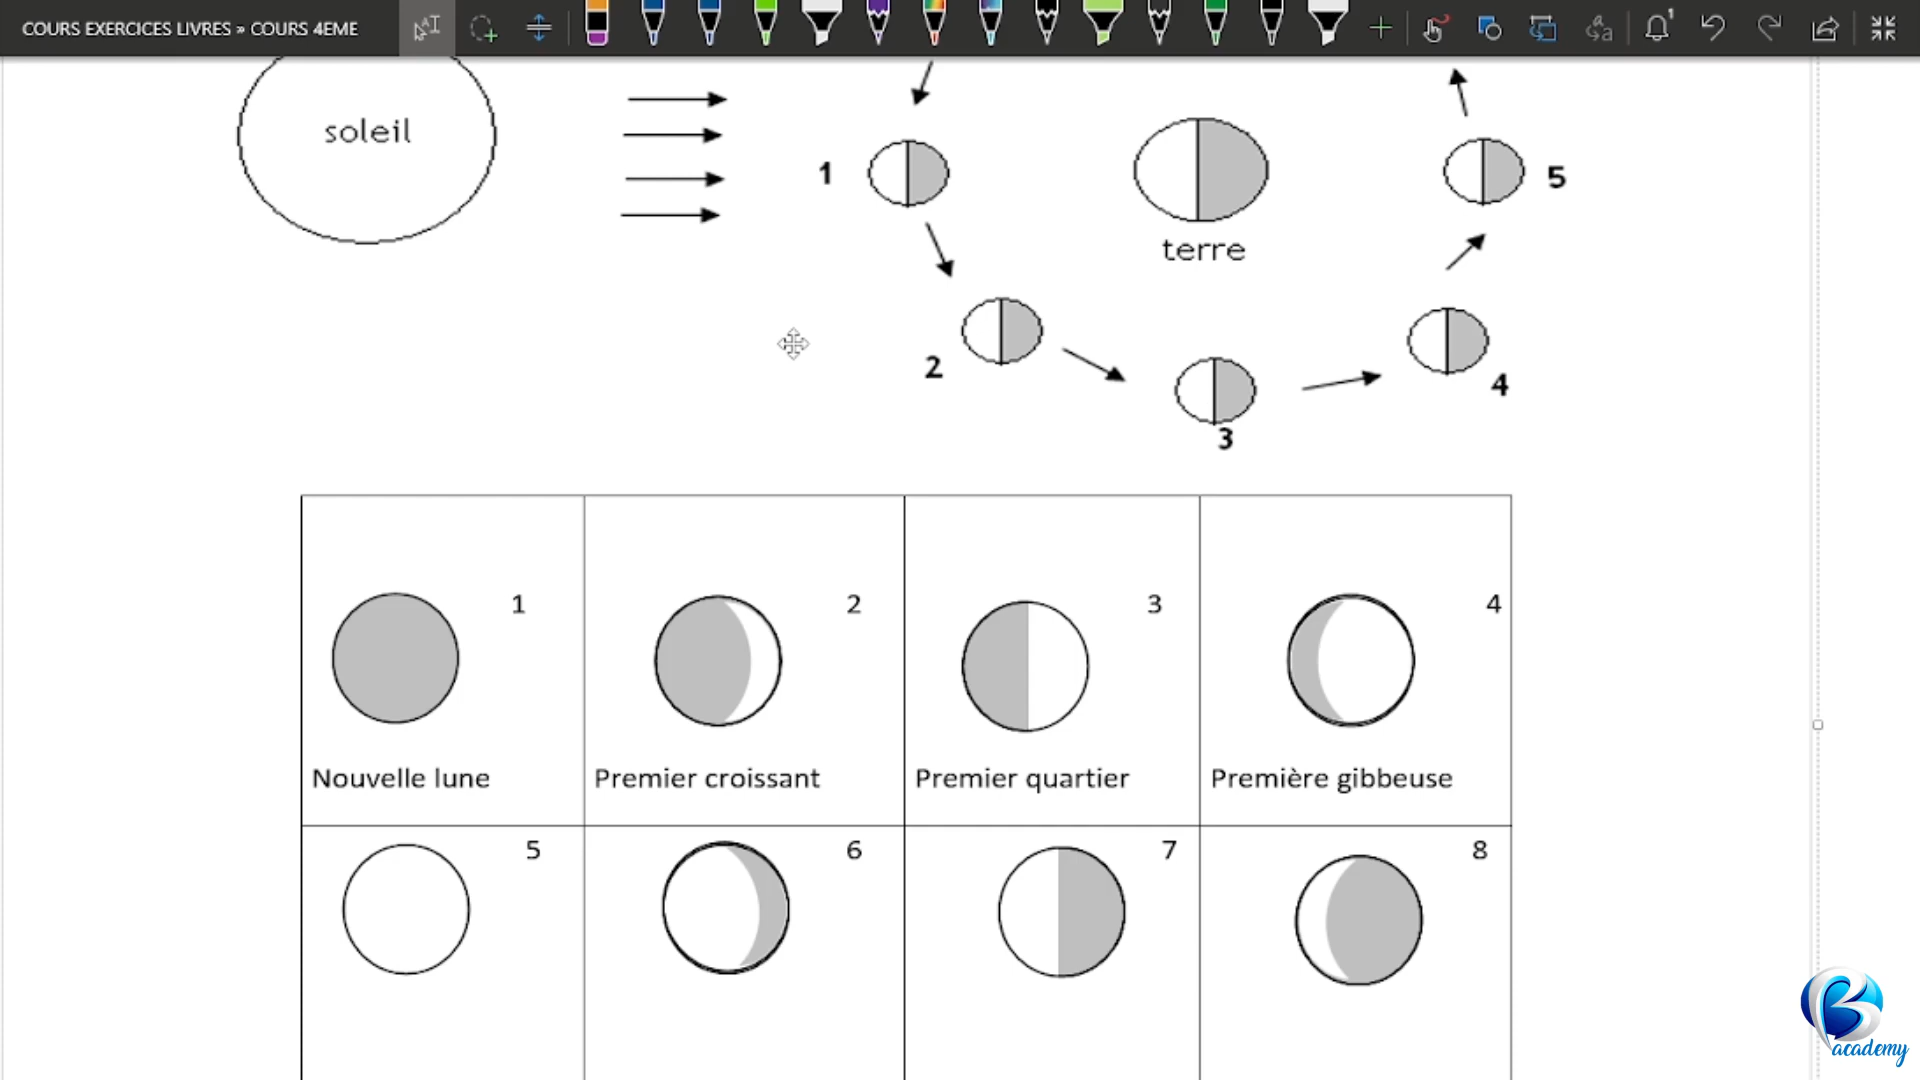 COURS EXERCICES LIVRES » COURS 4EME
soleil
1
5
terre
2
4
3
1
2
3
4
Nouvelle lune
Premier croissant
Premier quartier
Première gibbeuse
5
6
7
8
B academy